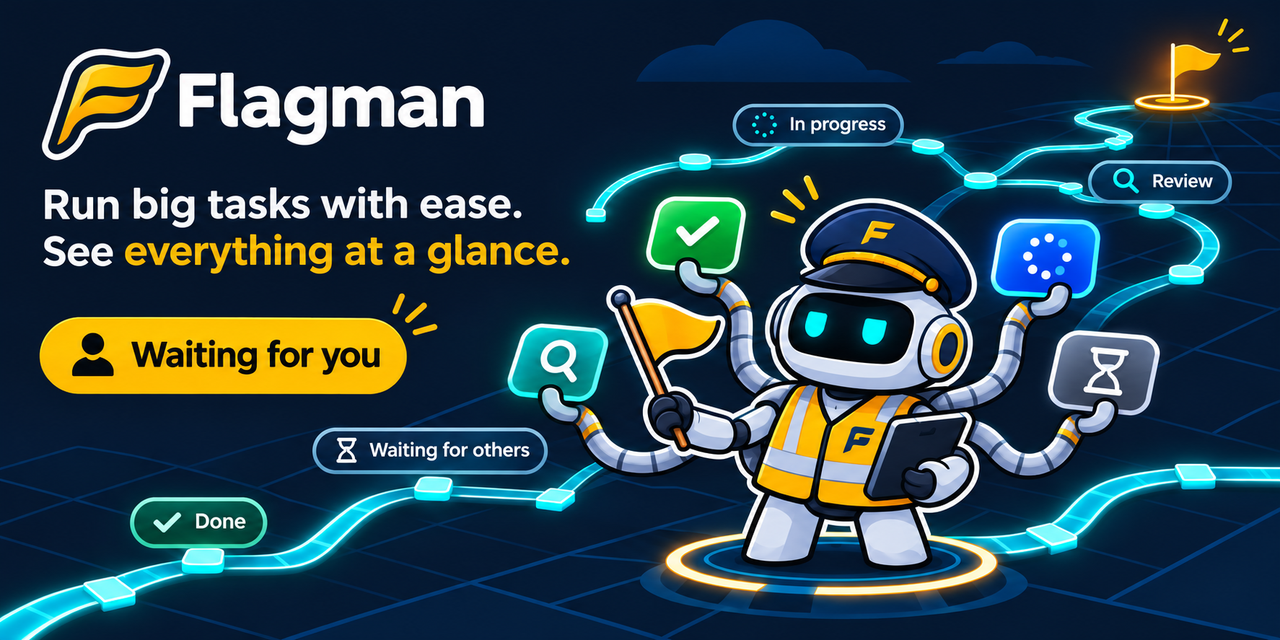 Flagman
Run big tasks with ease.
See everything at a glance.
Waiting for you
In progress
Review
Waiting for others
Done
F
F